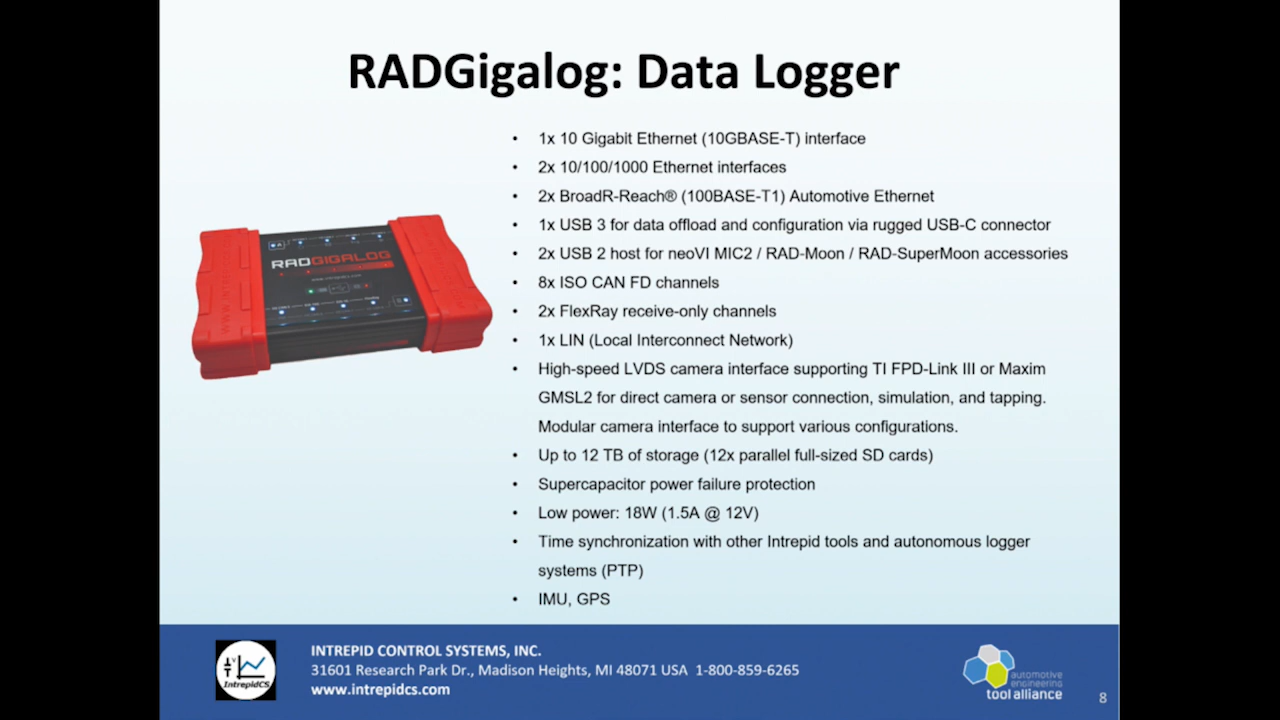 RADGigalog: Data Logger
• 1x 10 Gigabit Ethernet (10GBASE-T) interface
• 2x 10/100/1000 Ethernet interfaces
• 2x BroadR-Reach® (100BASE-T1) Automotive Ethernet
• 1x USB 3 for data offload and configuration via rugged USB-C connector
• 2x USB 2 host for neoVI MIC2 / RAD-Moon / RAD-SuperMoon accessories
• 8x ISO CAN FD channels
• 2x FlexRay receive-only channels
• 1x LIN (Local Interconnect Network)
• High-speed LVDS camera interface supporting TI FPD-Link III or Maxim
GMSL2 for direct camera or sensor connection, simulation, and tapping.
Modular camera interface to support various configurations.
• Up to 12 TB of storage (12x parallel full-sized SD cards)
• Supercapacitor power failure protection
• Low power: 18W (1.5A @ 12V)
• Time synchronization with other Intrepid tools and autonomous logger
systems (PTP)
• IMU, GPS
RADGIGALOG
www.intrepidcs.com
IntrepidCS
INTREPID CONTROL SYSTEMS, INC.
31601 Research Park Dr., Madison Heights, MI 48071 USA 1-800-859-6265
www.intrepidcs.com
automotive
engineering
tool alliance
8